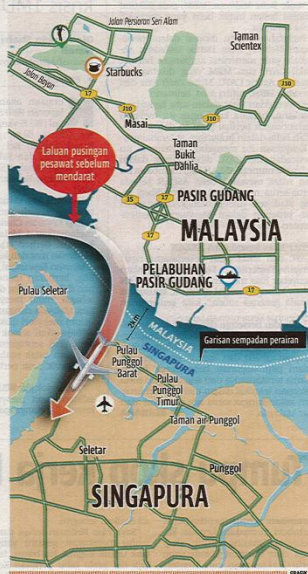 Jalan Persiaran Seri Alam
Taman
Scientex
Starbucks
Jalan Bayan
17
J10
J10
Masai
J10
Laluan pusingan
pesawat sebelum
mendarat
Taman
Bukit
Dahlia
35
17
PASIR GUDANG
17
MALAYSIA
PELABUHAN
PASIR GUDANG
17
17
Pulau Seletar
2km
MALAYSIA
SINGAPURA
Garisan sempadan perairan
Pulau
Punggol
Barat
Pulau
Punggol
Timur
Taman air Punggol
Seletar
Punggol
SINGAPURA